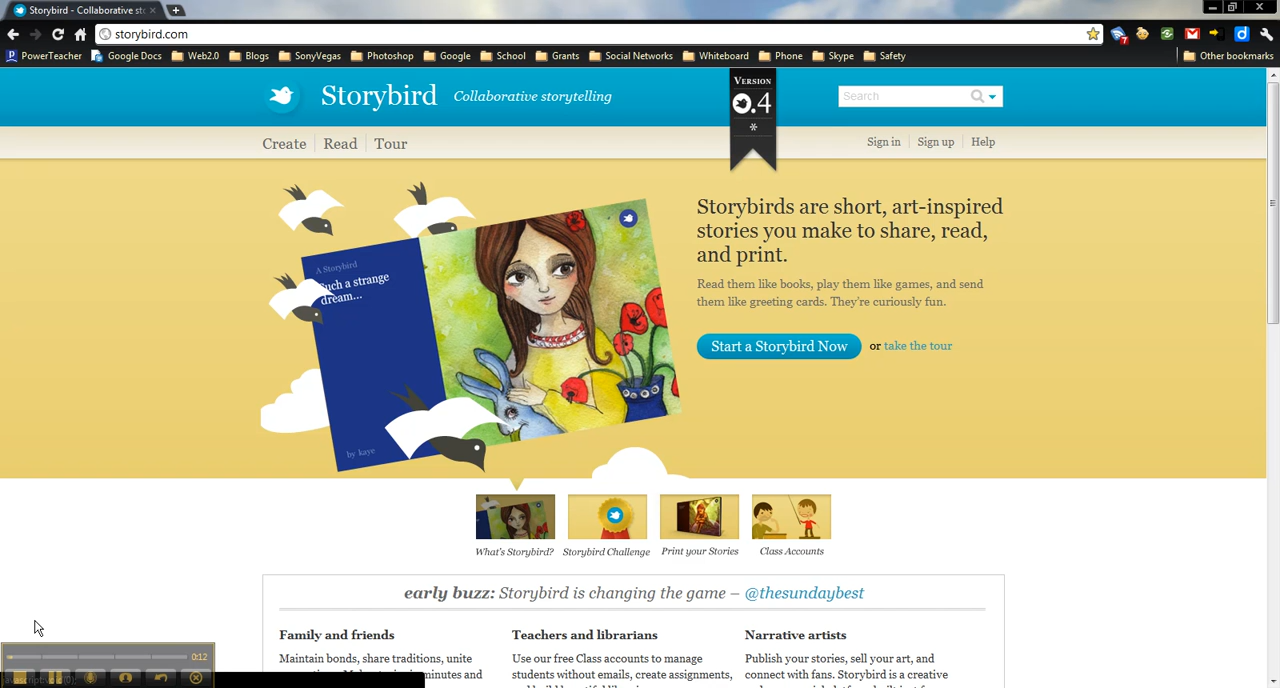 Storybird - Collaborative sto
storybird.com
7
PowerTeacher Google Docs Web2.0 Blogs SonyVegas Photoshop Google School Grants Social Networks Whiteboard Phone Skype Safety Other bookmarks
Storybird Collaborative storytelling
VERSION
.4
*
Search
Create Read Tour
Sign in Sign up Help
A Storybird
Such a strange
dream...
by kaye
Storybirds are short, art-inspired
stories you make to share, read,
and print.
Read them like books, play them like games, and send
them like greeting cards. They're curiously fun.
Start a Storybird Now or take the tour
What's Storybird? Storybird Challenge Print your Stories Class Accounts
early buzz: Storybird is changing the game – @thesundaybest
Family and friends
Maintain bonds, share traditions, unite
minutes and
Teachers and librarians
Use our free Class accounts to manage
students without emails, create assignments,
Narrative artists
Publish your stories, sell your art, and
connect with fans. Storybird is a creative
0:12